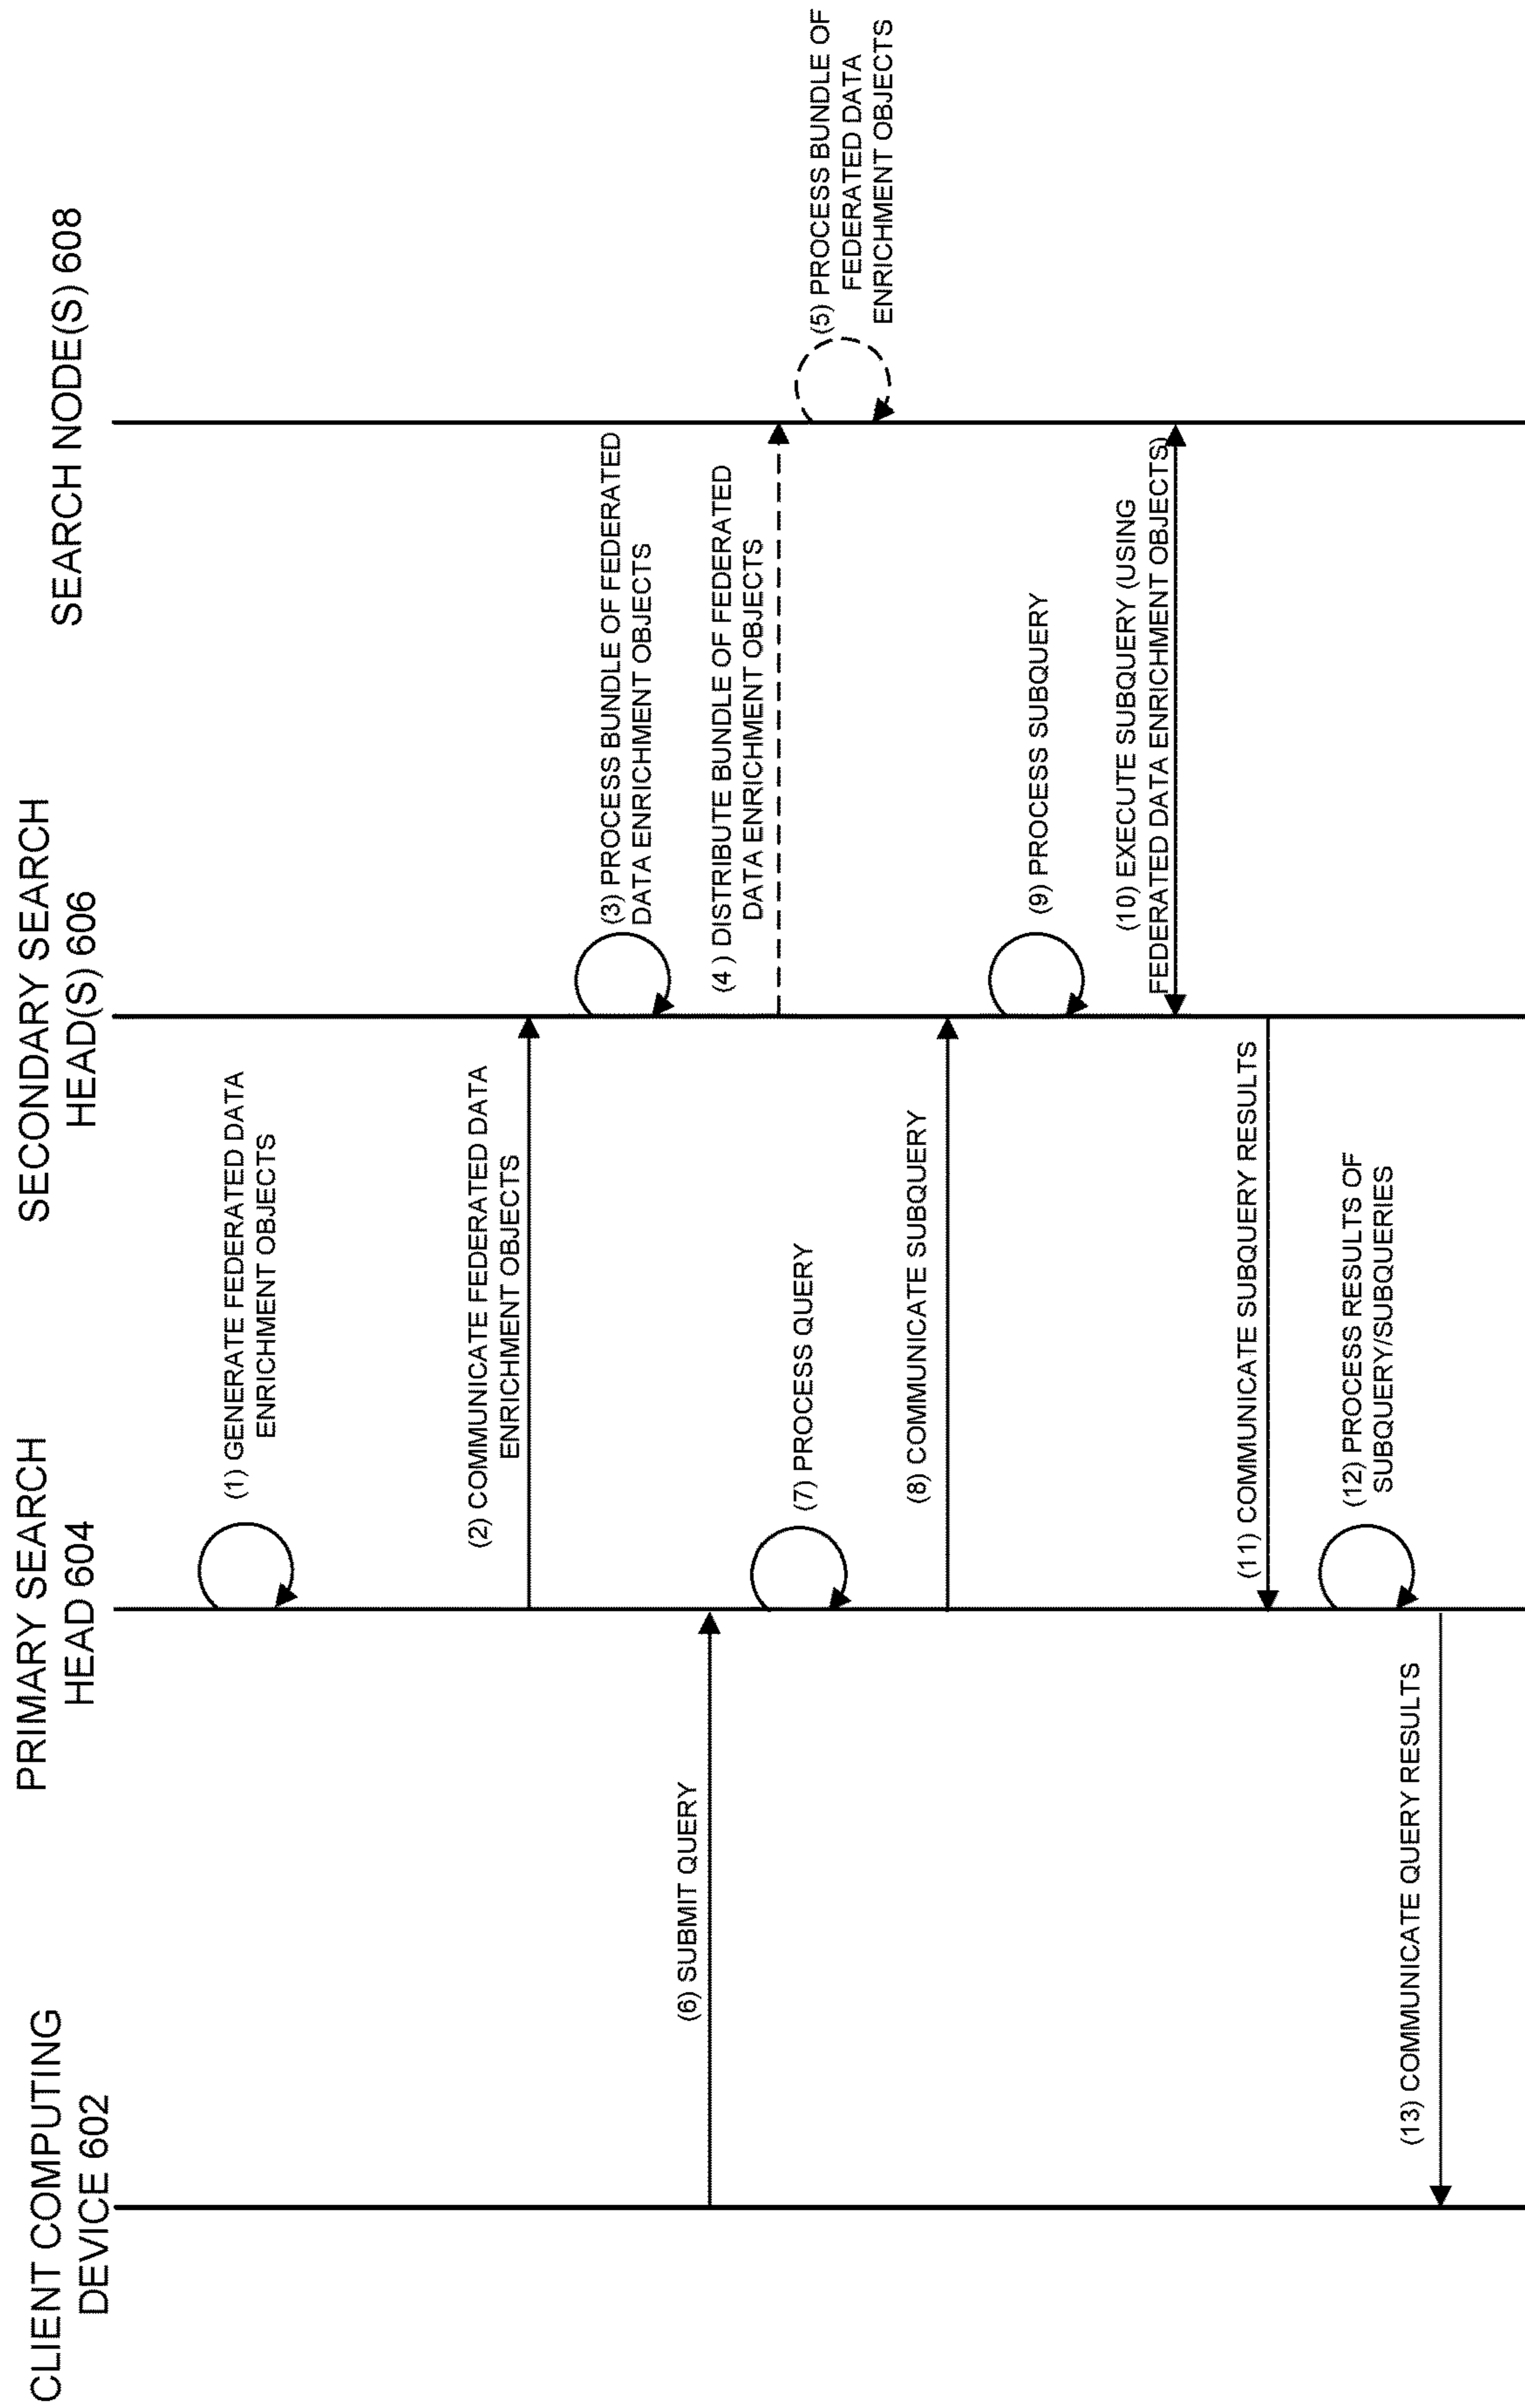 CLIENT COMPUTING
DEVICE 602
PRIMARY SEARCH
HEAD 604
SECONDARY SEARCH
HEAD(S) 606
SEARCH NODE(S) 608
(1) GENERATE FEDERATED DATA
ENRICHMENT OBJECTS
(2) COMMUNICATE FEDERATED DATA
ENRICHMENT OBJECTS
(3) PROCESS BUNDLE OF FEDERATED
DATA ENRICHMENT OBJECTS
(4 ) DISTRIBUTE BUNDLE OF FEDERATED
DATA ENRICHMENT OBJECTS
(5) PROCESS BUNDLE OF
FEDERATED DATA
ENRICHMENT OBJECTS
(6) SUBMIT QUERY
(7) PROCESS QUERY
(8) COMMUNICATE SUBQUERY
(9) PROCESS SUBQUERY
(10) EXECUTE SUBQUERY (USING
FEDERATED DATA ENRICHMENT OBJECTS)
(11) COMMUNICATE SUBQUERY RESULTS
(12) PROCESS RESULTS OF
SUBQUERY/SUBQUERIES
(13) COMMUNICATE QUERY RESULTS